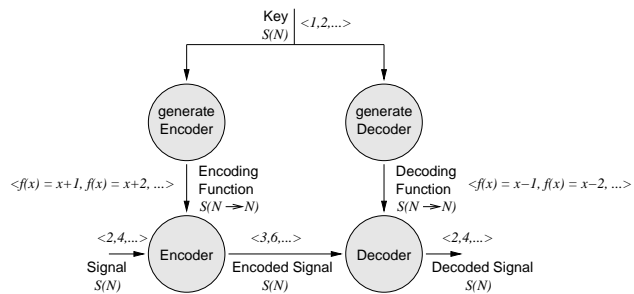 Key
S(N)
<1,2,...>
generate
Encoder
generate
Decoder
<f(x) = x+1, f(x) = x+2, ...>
Encoding
Function
S(N→N)
Decoding
Function
S(N→N)
<f(x) = x−1, f(x) = x−2, ...>
<2,4,...>
Signal
S(N)
Encoder
<3,6,...>
Encoded Signal
S(N)
Decoder
<2,4,...>
Decoded Signal
S(N)